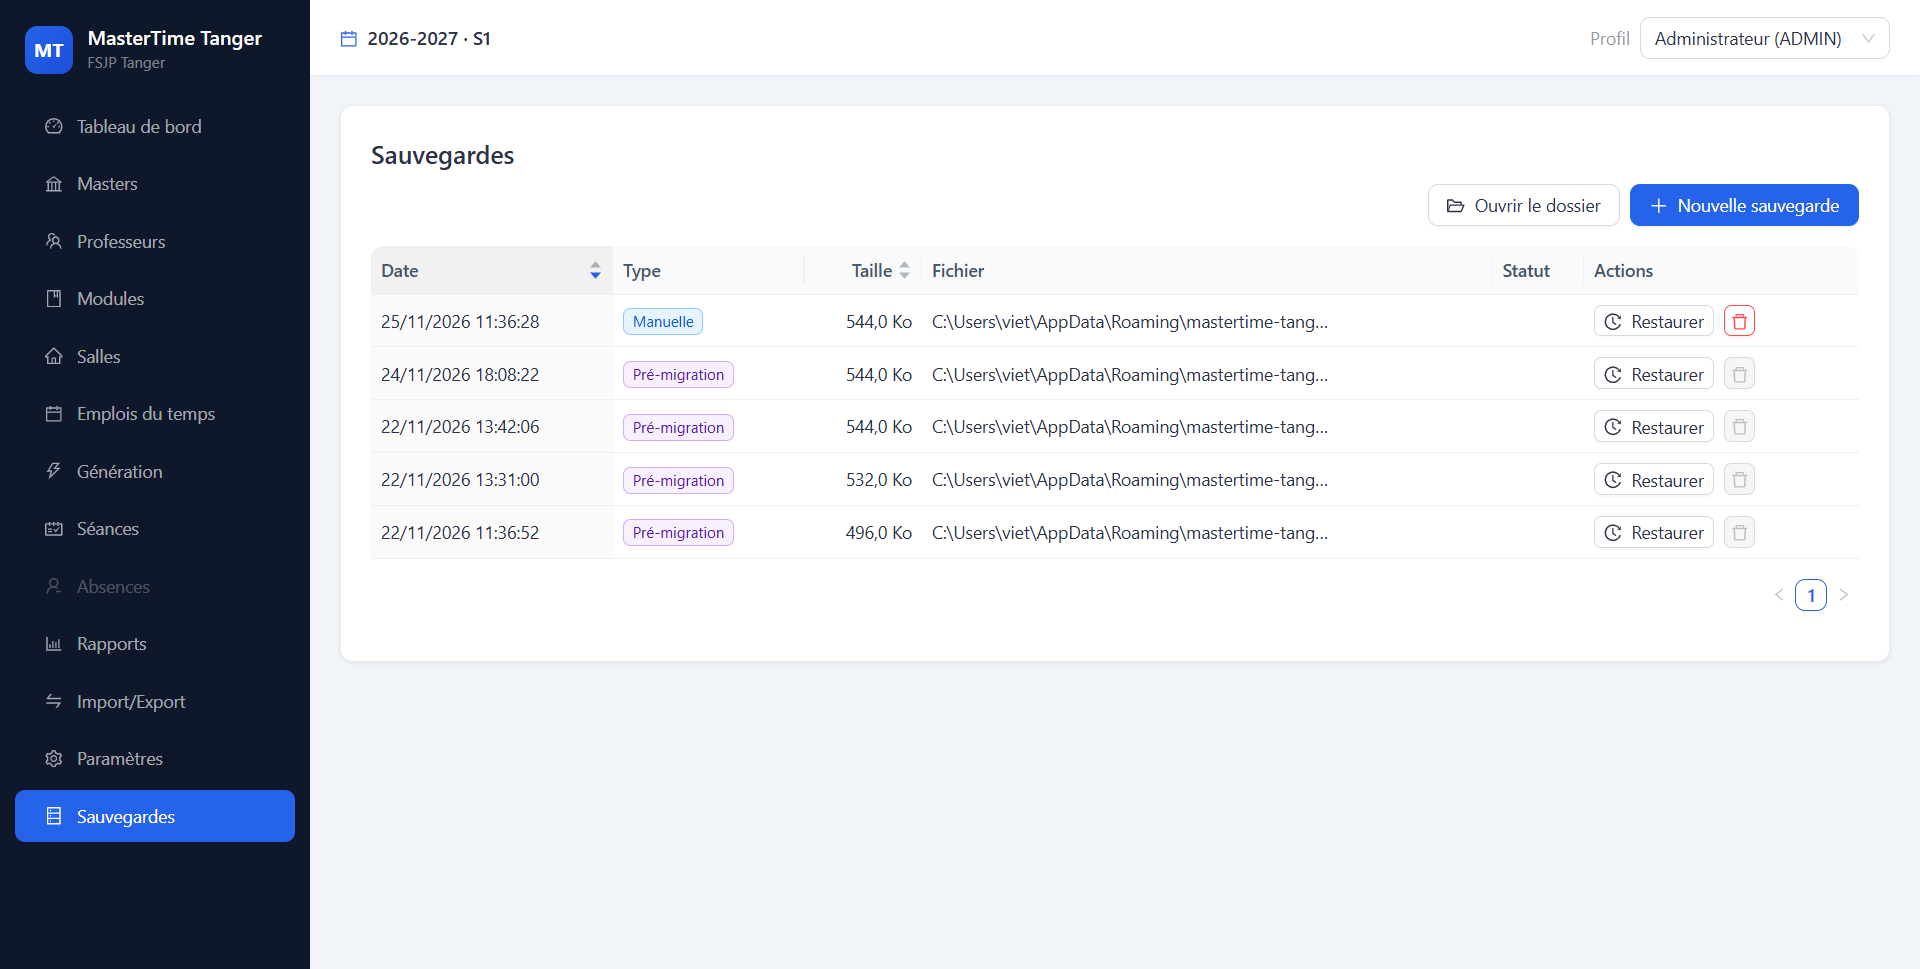 MT
MasterTime Tanger
FSJP Tanger
Tableau de bord
Masters
Professeurs
Modules
Salles
Emplois du temps
Génération
Séances
Absences
Rapports
Import/Export
Paramètres
Sauvegardes
2026-2027 · S1
Profil Administrateur (ADMIN)
Sauvegardes
Ouvrir le dossier Nouvelle sauvegarde
Date Type Taille Fichier Statut Actions
25/11/2026 11:36:28 Manuelle 544,0 Ko C:\Users\viet\AppData\Roaming\mastertime-tang... Restaurer
24/11/2026 18:08:22 Pré-migration 544,0 Ko C:\Users\viet\AppData\Roaming\mastertime-tang... Restaurer
22/11/2026 13:42:06 Pré-migration 544,0 Ko C:\Users\viet\AppData\Roaming\mastertime-tang... Restaurer
22/11/2026 13:31:00 Pré-migration 532,0 Ko C:\Users\viet\AppData\Roaming\mastertime-tang... Restaurer
22/11/2026 11:36:52 Pré-migration 496,0 Ko C:\Users\viet\AppData\Roaming\mastertime-tang... Restaurer
1